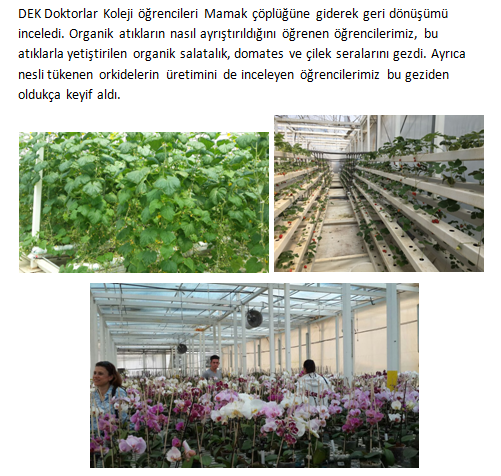 DEK Doktorlar Koleji öğrencileri Mamak çöplüğüne giderek geri dönüşümü
inceledi. Organik atıkların nasıl ayrıştırıldığını öğrenen öğrencilerimiz, bu
atıklarla yetiştirilen organik salatalık, domates ve çilek seralarını gezdi. Ayrıca
nesli tükenen orkidelerin üretimini de inceleyen öğrencilerimiz bu geziden
oldukça keyif aldı.